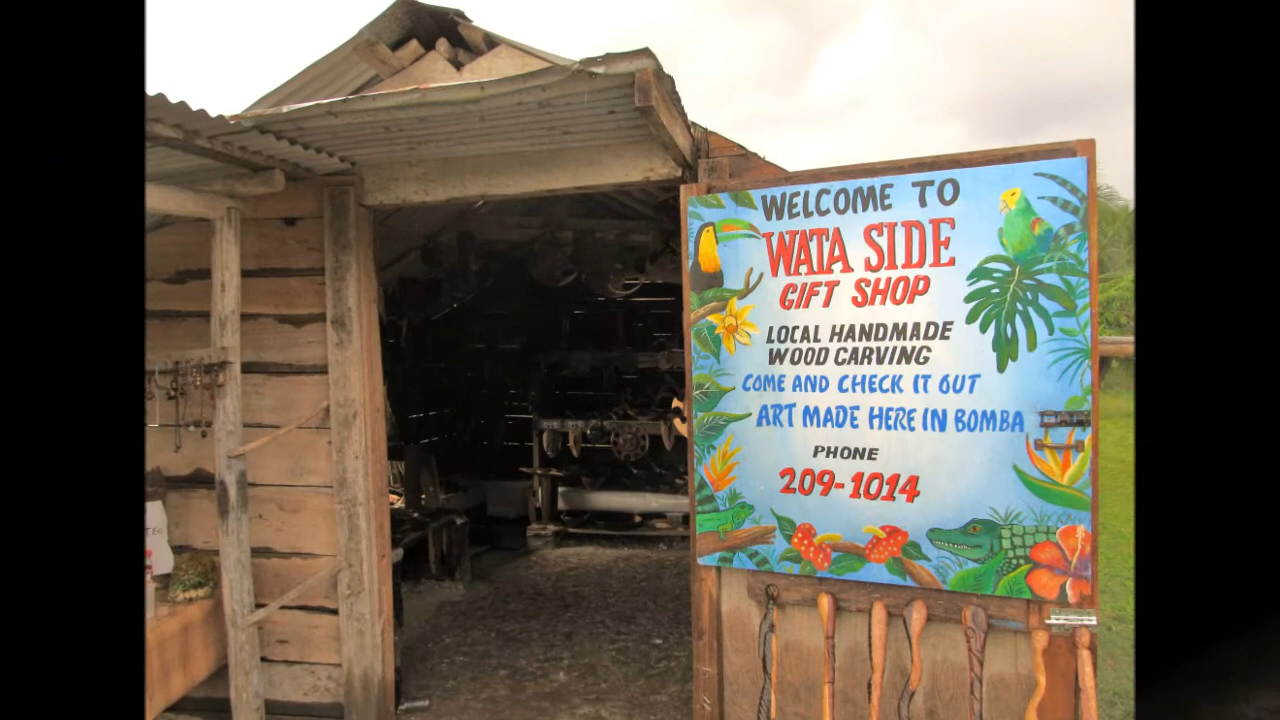 WELCOME TO
WATA SIDE
GIFT SHOP
LOCAL HANDMADE
WOOD CARVING
COME AND CHECK IT OUT
ART MADE HERE IN BOMBA
PHONE
209-1014